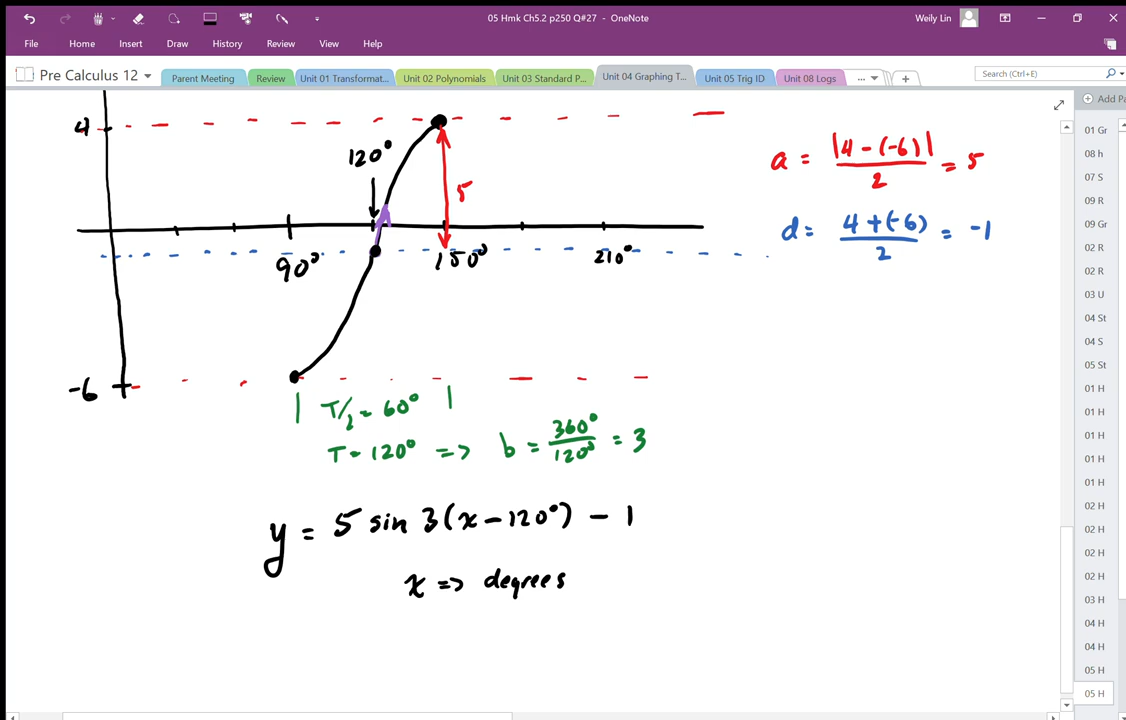 05 Hmk Ch5.2 p250 Q#27 - OneNote
Weily Lin
File Home Insert Draw History Review View Help
Pre Calculus 12
Parent Meeting
Review
Unit 01 Transformat...
Unit 02 Polynomials
Unit 03 Standard P...
Unit 04 Graphing T...
Unit 05 Trig ID
Unit 08 Logs
...
Search (Ctrl+E)
Add Pa
01 Gr
08 h
07 S
09 R
09 Gr
02 R
02 R
03 U
04 St
04 S
05 St
01 H
01 H
01 H
01 H
01 H
02 H
02 H
02 H
02 H
03 H
04 H
04 H
05 H
05 H
4
120°
5
a = |4-(-6)|/2 = 5
d = 4+(-6)/2 = -1
90°
150°
210°
-6
T/2 = 60°
T = 120° => b = 360°/120° = 3
y = 5 sin 3(x-120°) - 1
x => degrees